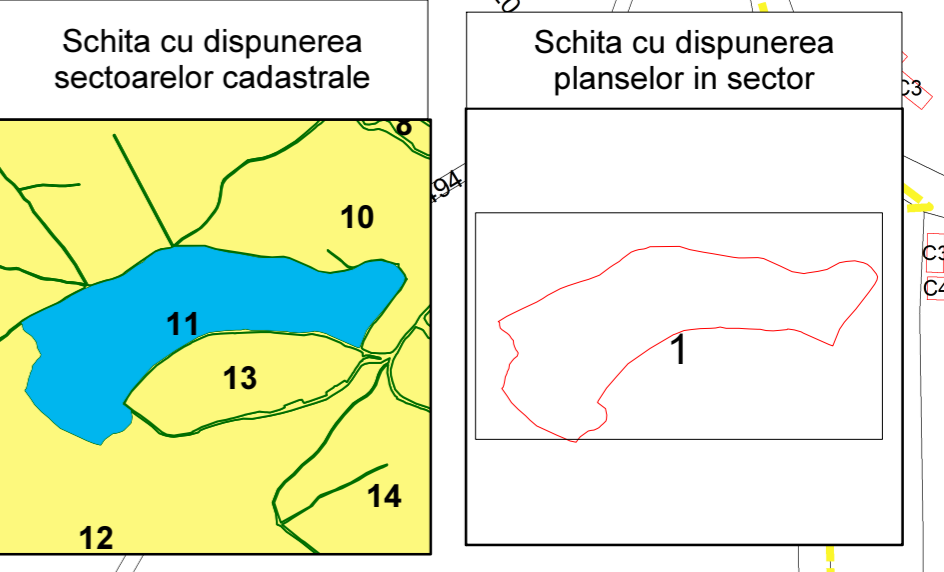 Schita cu dispunerea
sectoarelor cadastrale
8
10
11
13
14
12
Schita cu dispunerea
planselor in sector
1
C3
C3
C4